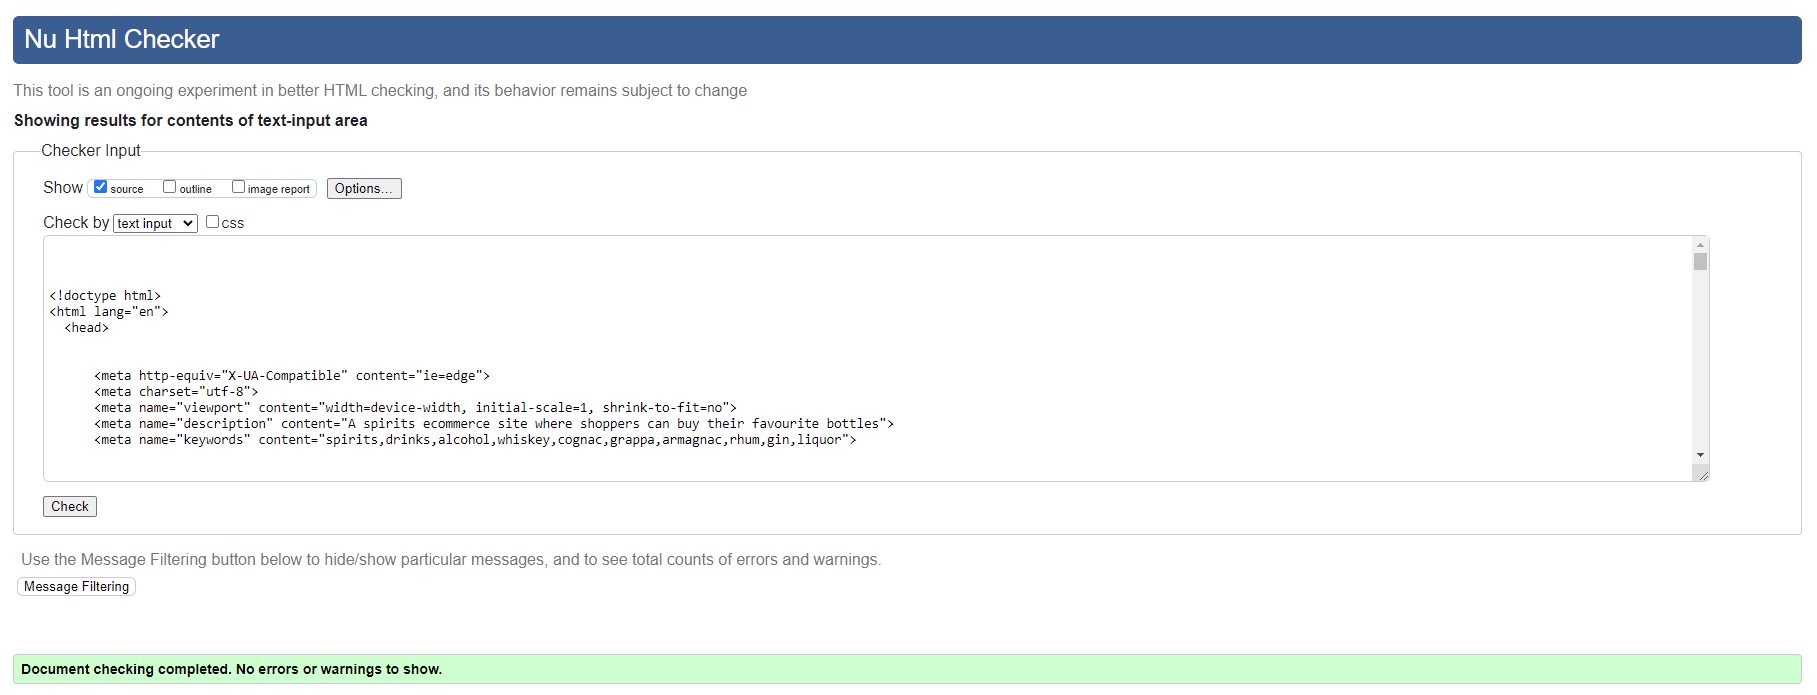 Nu Html Checker
This tool is an ongoing experiment in better HTML checking, and its behavior remains subject to change
Showing results for contents of text-input area
Checker Input
Show source outline image report Options...
Check by text input css
<!doctype html>
<html lang="en">
<head>
<meta http-equiv="X-UA-Compatible" content="ie=edge">
<meta charset="utf-8">
<meta name="viewport" content="width=device-width, initial-scale=1, shrink-to-fit=no">
<meta name="description" content="A spirits ecommerce site where shoppers can buy their favourite bottles">
<meta name="keywords" content="spirits,drinks,alcohol,whiskey,cognac,grappa,armagnac,rhum,gin,liquor">
Check
Use the Message Filtering button below to hide/show particular messages, and to see total counts of errors and warnings.
Message Filtering
Document checking completed. No errors or warnings to show.